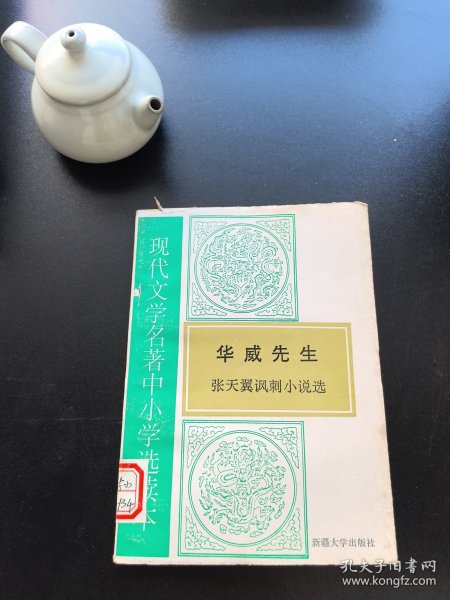 现代文学名著中小学选读本
华威先生
张天翼讽刺小说选
新疆大学出版社
孔夫子旧书网
www.kongfz.com